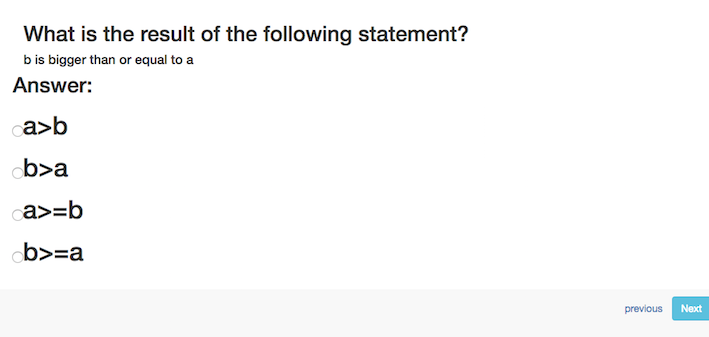 What is the result of the following statement?
b is bigger than or equal to a
Answer:
a>b
b>a
a>=b
b>=a
previous Next